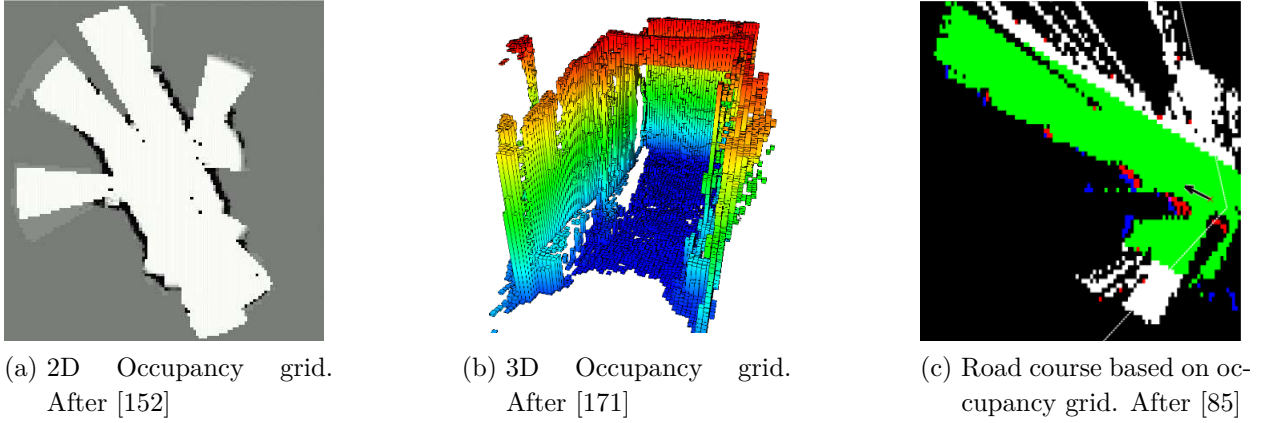 (a) 2D Occupancy grid.
After [152]
(b) 3D Occupancy grid.
After [171]
(c) Road course based on oc-
cupancy grid. After [85]